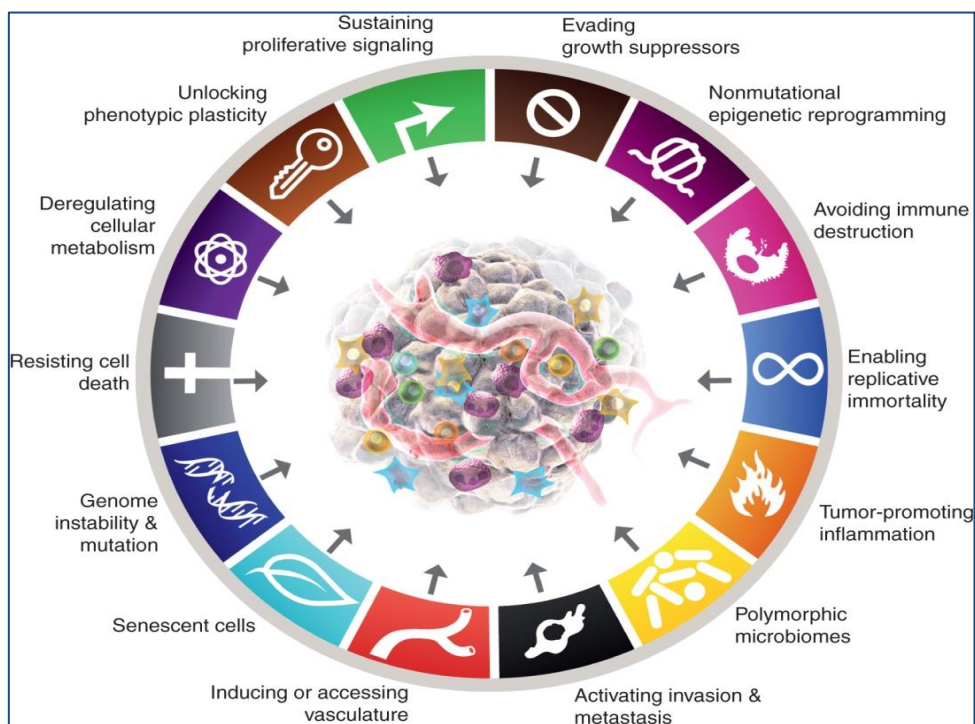 Sustaining
proliferative signaling
Evading
growth suppressors
Nonmutational
epigenetic reprogramming
Avoiding immune
destruction
Enabling
replicative
immortality
Tumor-promoting
inflammation
Polymorphic
microbiomes
Activating invasion &
metastasis
Inducing or accessing
vasculature
Senescent cells
Genome
instability &
mutation
Resisting cell
death
Deregulating
cellular
metabolism
Unlocking
phenotypic plasticity